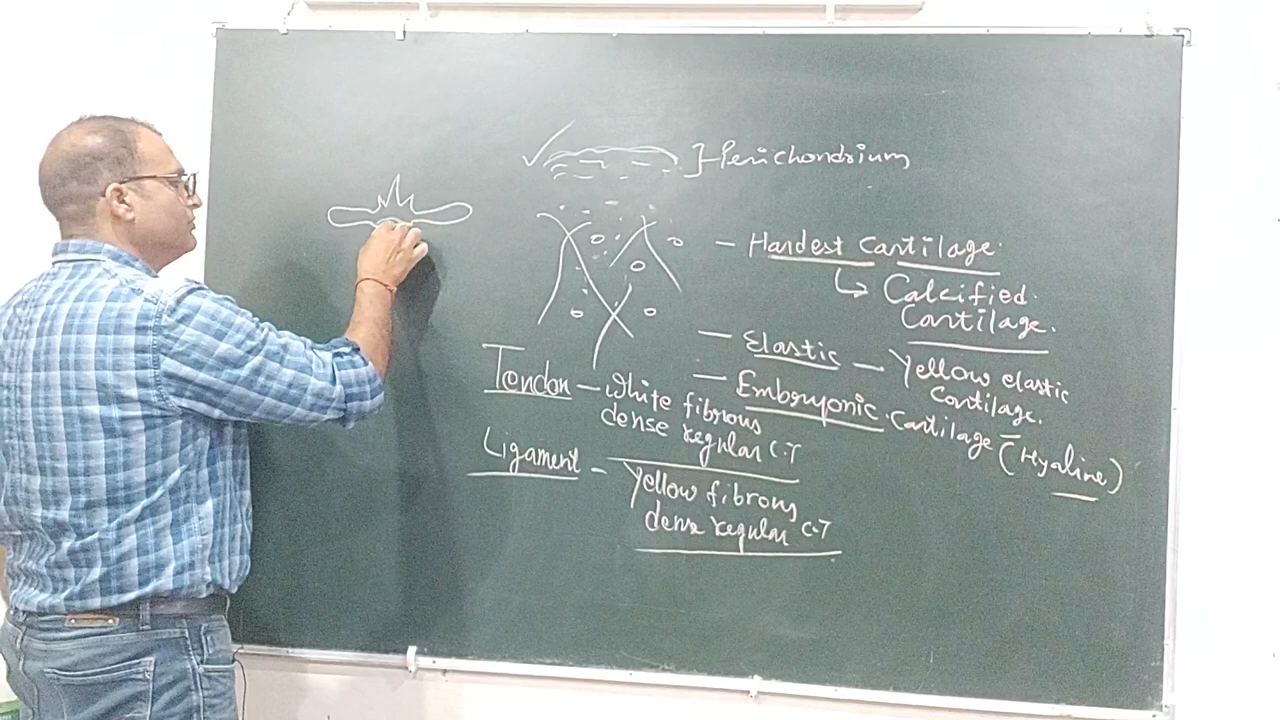 Perichondrium
- Hardest Cartilage
↳ Calcified
Cartilage.
- Elastic - Yellow elastic
Cartilage.
- Embryonic Cartilage - (Hyaline)
Tendon - White fibrous
dense regular C.T
Ligament - Yellow fibrous
dense regular C.T